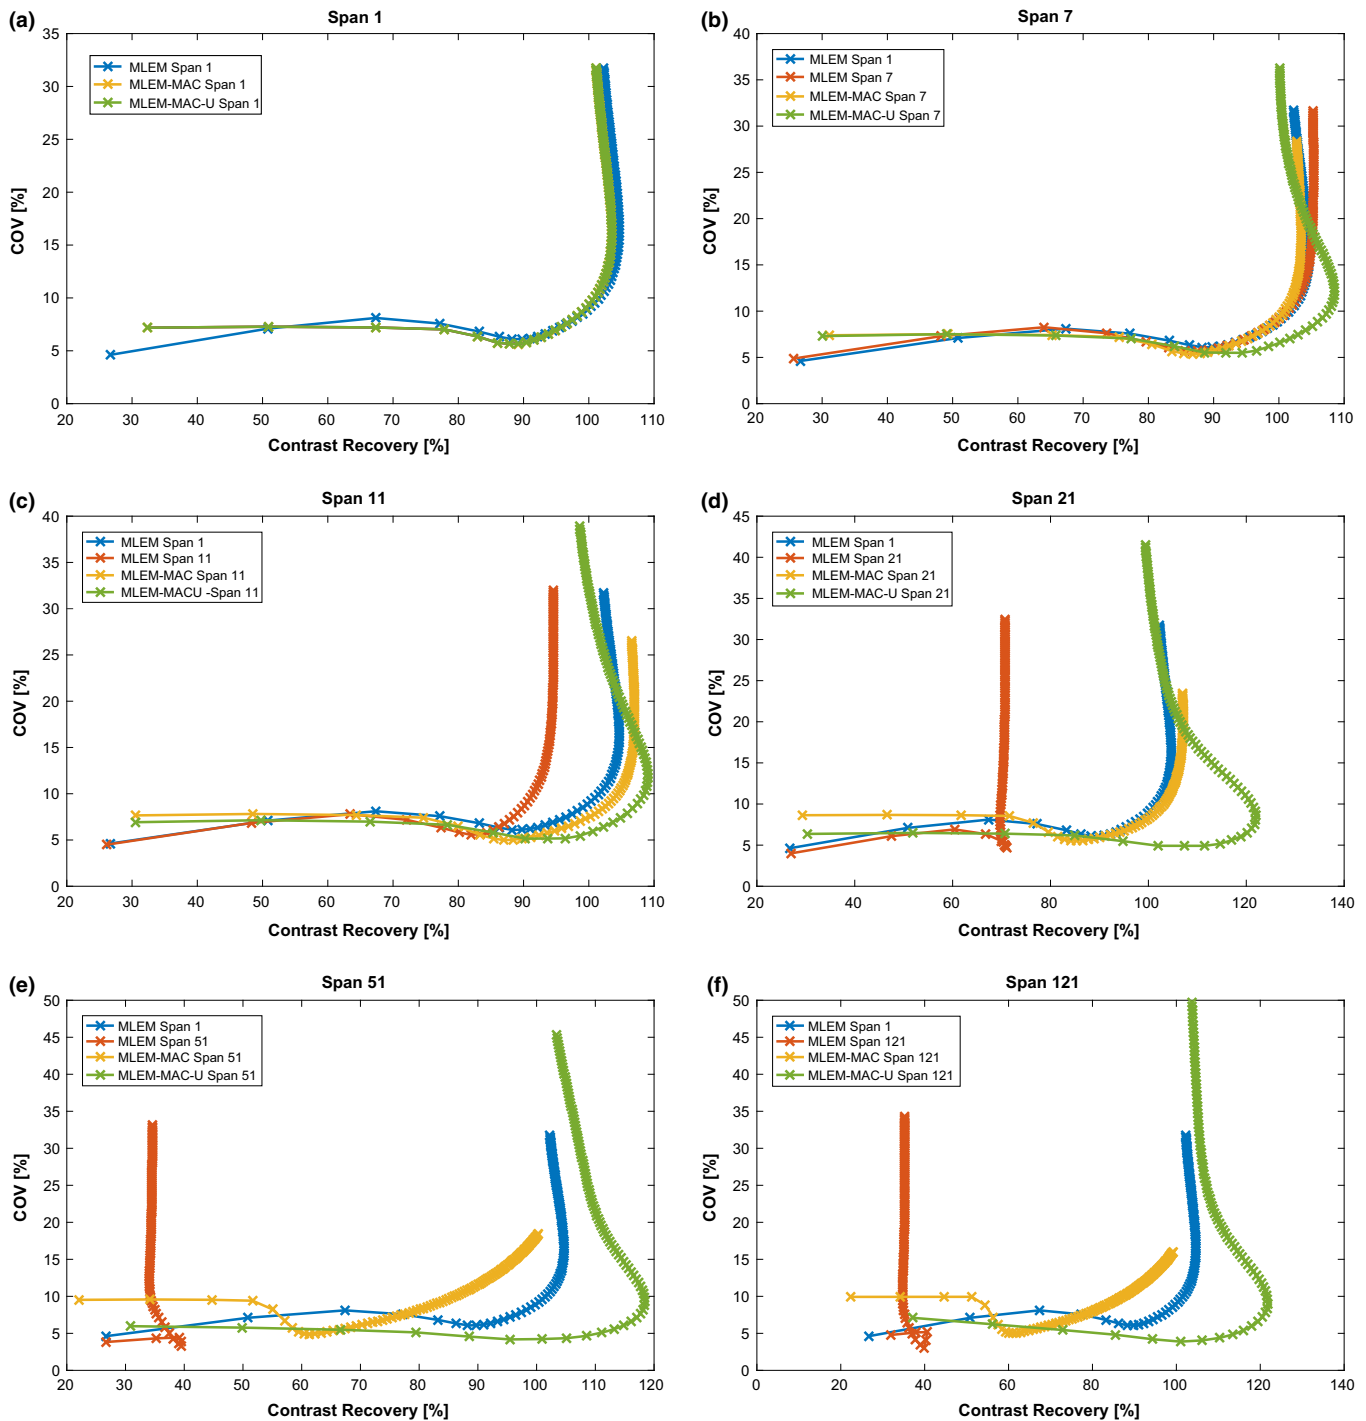 (a)
Span 1
35
30
25
20
15
10
5
0
COV [%]
MLEM Span 1
MLEM-MAC Span 1
MLEM-MAC-U Span 1
20 30 40 50 60 70 80 90 100 110
Contrast Recovery [%]
(b)
Span 7
40
35
30
25
20
15
10
5
0
COV [%]
MLEM Span 1
MLEM Span 7
MLEM-MAC Span 7
MLEM-MAC-U Span 7
20 30 40 50 60 70 80 90 100 110
Contrast Recovery [%]
(c)
Span 11
40
35
30
25
20
15
10
5
0
COV [%]
MLEM Span 1
MLEM Span 11
MLEM-MAC Span 11
MLEM-MACU -Span 11
20 30 40 50 60 70 80 90 100 110
Contrast Recovery [%]
(d)
Span 21
45
40
35
30
25
20
15
10
5
0
COV [%]
MLEM Span 1
MLEM Span 21
MLEM-MAC Span 21
MLEM-MAC-U Span 21
20 40 60 80 100 120 140
Contrast Recovery [%]
(e)
Span 51
50
45
40
35
30
25
20
15
10
5
0
COV [%]
MLEM Span 1
MLEM Span 51
MLEM-MAC Span 51
MLEM-MAC-U Span 51
20 30 40 50 60 70 80 90 100 110 120
Contrast Recovery [%]
(f)
Span 121
50
45
40
35
30
25
20
15
10
5
0
COV [%]
MLEM Span 1
MLEM Span 121
MLEM-MAC Span 121
MLEM-MAC-U Span 121
0 20 40 60 80 100 120 140
Contrast Recovery [%]